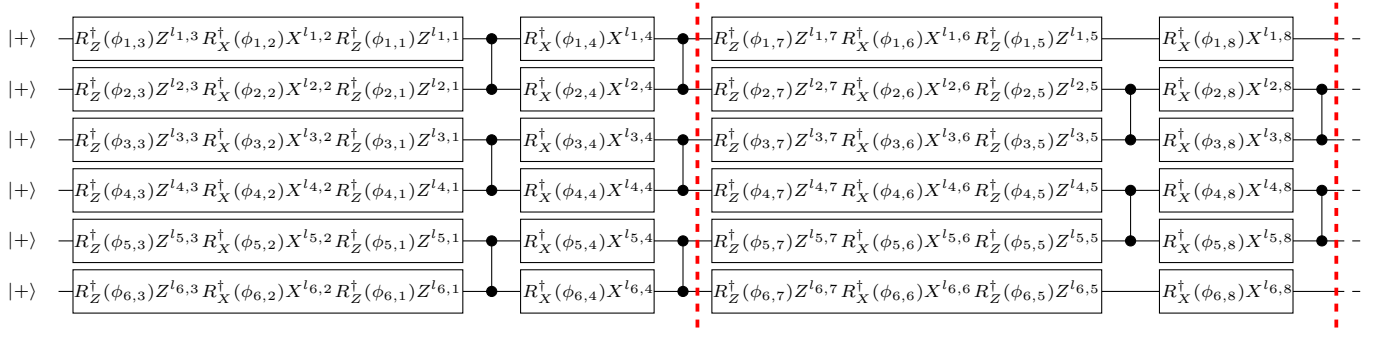 |+⟩ R_Z^†(ϕ_{1,3})Z^{l_{1,3}}R_X^†(ϕ_{1,2})X^{l_{1,2}}R_Z^†(ϕ_{1,1})Z^{l_{1,1}} R_X^†(ϕ_{1,4})X^{l_{1,4}} R_Z^†(ϕ_{1,7})Z^{l_{1,7}}R_X^†(ϕ_{1,6})X^{l_{1,6}}R_Z^†(ϕ_{1,5})Z^{l_{1,5}} R_X^†(ϕ_{1,8})X^{l_{1,8}}
|+⟩ R_Z^†(ϕ_{2,3})Z^{l_{2,3}}R_X^†(ϕ_{2,2})X^{l_{2,2}}R_Z^†(ϕ_{2,1})Z^{l_{2,1}} R_X^†(ϕ_{2,4})X^{l_{2,4}} R_Z^†(ϕ_{2,7})Z^{l_{2,7}}R_X^†(ϕ_{2,6})X^{l_{2,6}}R_Z^†(ϕ_{2,5})Z^{l_{2,5}} R_X^†(ϕ_{2,8})X^{l_{2,8}}
|+⟩ R_Z^†(ϕ_{3,3})Z^{l_{3,3}}R_X^†(ϕ_{3,2})X^{l_{3,2}}R_Z^†(ϕ_{3,1})Z^{l_{3,1}} R_X^†(ϕ_{3,4})X^{l_{3,4}} R_Z^†(ϕ_{3,7})Z^{l_{3,7}}R_X^†(ϕ_{3,6})X^{l_{3,6}}R_Z^†(ϕ_{3,5})Z^{l_{3,5}} R_X^†(ϕ_{3,8})X^{l_{3,8}}
|+⟩ R_Z^†(ϕ_{4,3})Z^{l_{4,3}}R_X^†(ϕ_{4,2})X^{l_{4,2}}R_Z^†(ϕ_{4,1})Z^{l_{4,1}} R_X^†(ϕ_{4,4})X^{l_{4,4}} R_Z^†(ϕ_{4,7})Z^{l_{4,7}}R_X^†(ϕ_{4,6})X^{l_{4,6}}R_Z^†(ϕ_{4,5})Z^{l_{4,5}} R_X^†(ϕ_{4,8})X^{l_{4,8}}
|+⟩ R_Z^†(ϕ_{5,3})Z^{l_{5,3}}R_X^†(ϕ_{5,2})X^{l_{5,2}}R_Z^†(ϕ_{5,1})Z^{l_{5,1}} R_X^†(ϕ_{5,4})X^{l_{5,4}} R_Z^†(ϕ_{5,7})Z^{l_{5,7}}R_X^†(ϕ_{5,6})X^{l_{5,6}}R_Z^†(ϕ_{5,5})Z^{l_{5,5}} R_X^†(ϕ_{5,8})X^{l_{5,8}}
|+⟩ R_Z^†(ϕ_{6,3})Z^{l_{6,3}}R_X^†(ϕ_{6,2})X^{l_{6,2}}R_Z^†(ϕ_{6,1})Z^{l_{6,1}} R_X^†(ϕ_{6,4})X^{l_{6,4}} R_Z^†(ϕ_{6,7})Z^{l_{6,7}}R_X^†(ϕ_{6,6})X^{l_{6,6}}R_Z^†(ϕ_{6,5})Z^{l_{6,5}} R_X^†(ϕ_{6,8})X^{l_{6,8}}